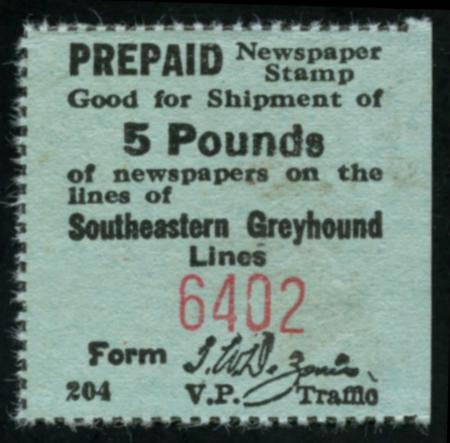 PREPAID Newspaper Stamp
Good for Shipment of
5 Pounds
of newspapers on the
lines of
Southeastern Greyhound
Lines
6402
Form
204 V.P. Traffic